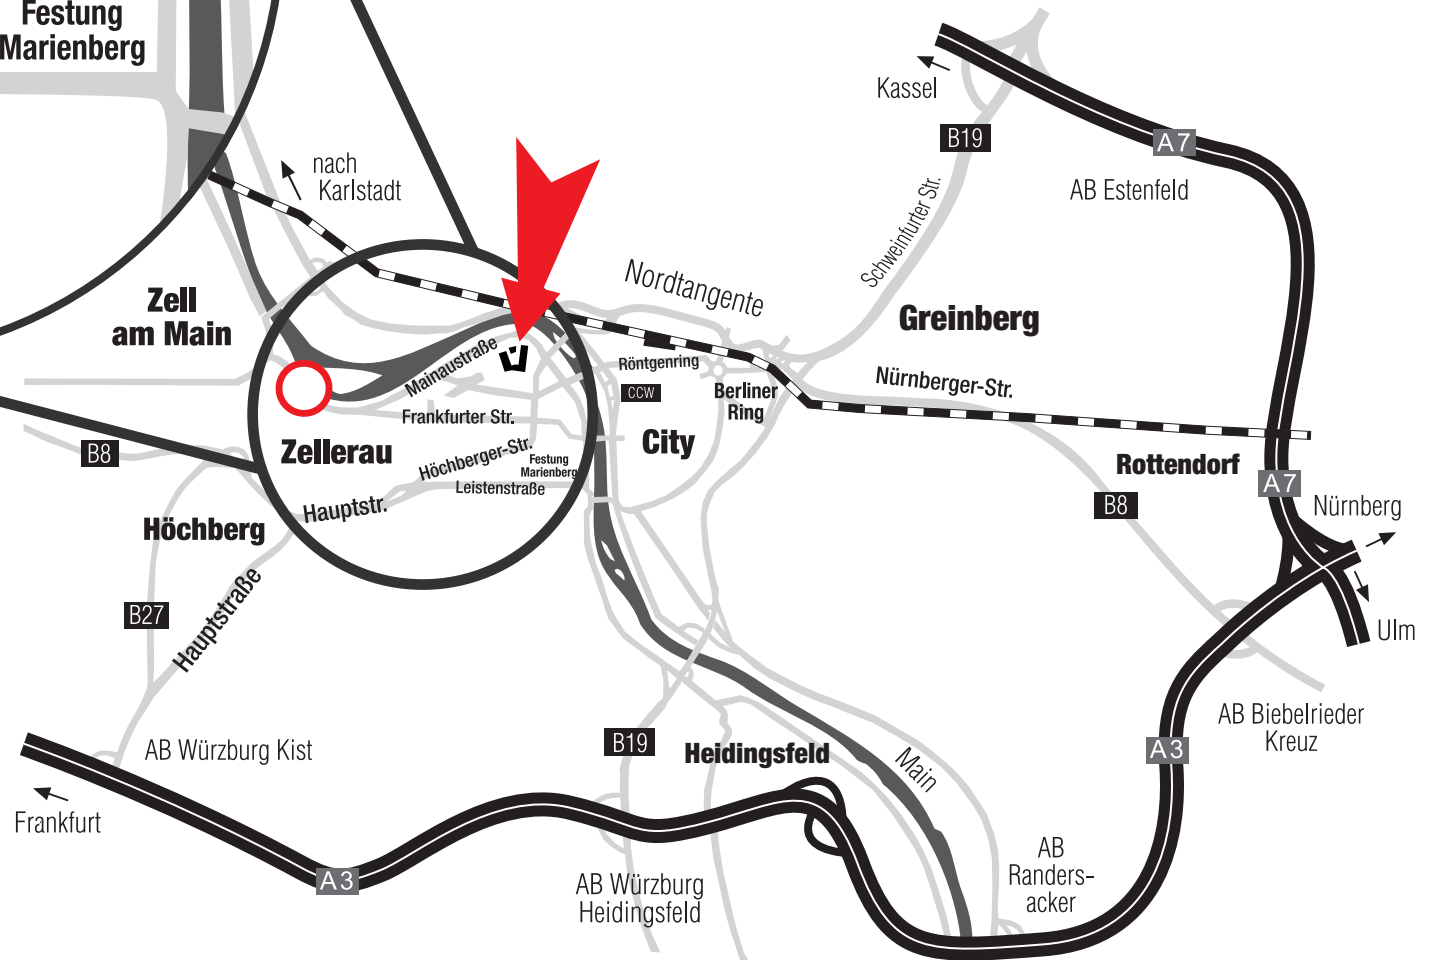 Festung
Marienberg
Kassel
B19
A7
nach
Karlstadt
AB Estenfeld
Schweinfurter Str.
Nordtangente
Zell
am Main
Greinberg
Mainaustraße
Röntgenring
CCW
Berliner
Ring
Nürnberger-Str.
Frankfurter Str.
Zellerau
City
B8
Höchberger-Str.
Festung
Marienberg
Leistenstraße
Rottendorf
A7
Hauptstr.
B8
Nürnberg
Höchberg
Hauptstraße
B27
Ulm
AB Biebelrieder
Kreuz
AB Würzburg Kist
B19
Heidingsfeld
Main
A3
Frankfurt
A3
AB Würzburg
Heidingsfeld
AB
Randers-
acker